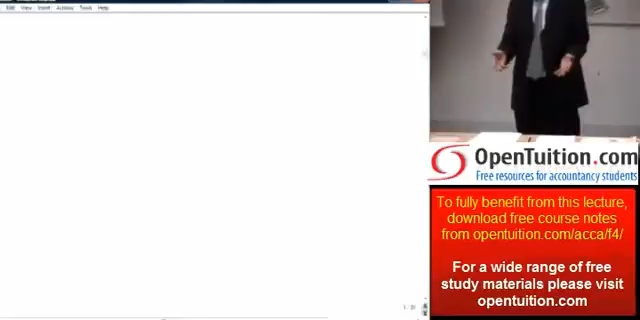 Edit View Insert Actions Tools Help
OpenTuition.com
Free resources for accountancy students
To fully benefit from this lecture,
download free course notes
from opentuition.com/acca/f4/
For a wide range of free
study materials please visit
opentuition.com